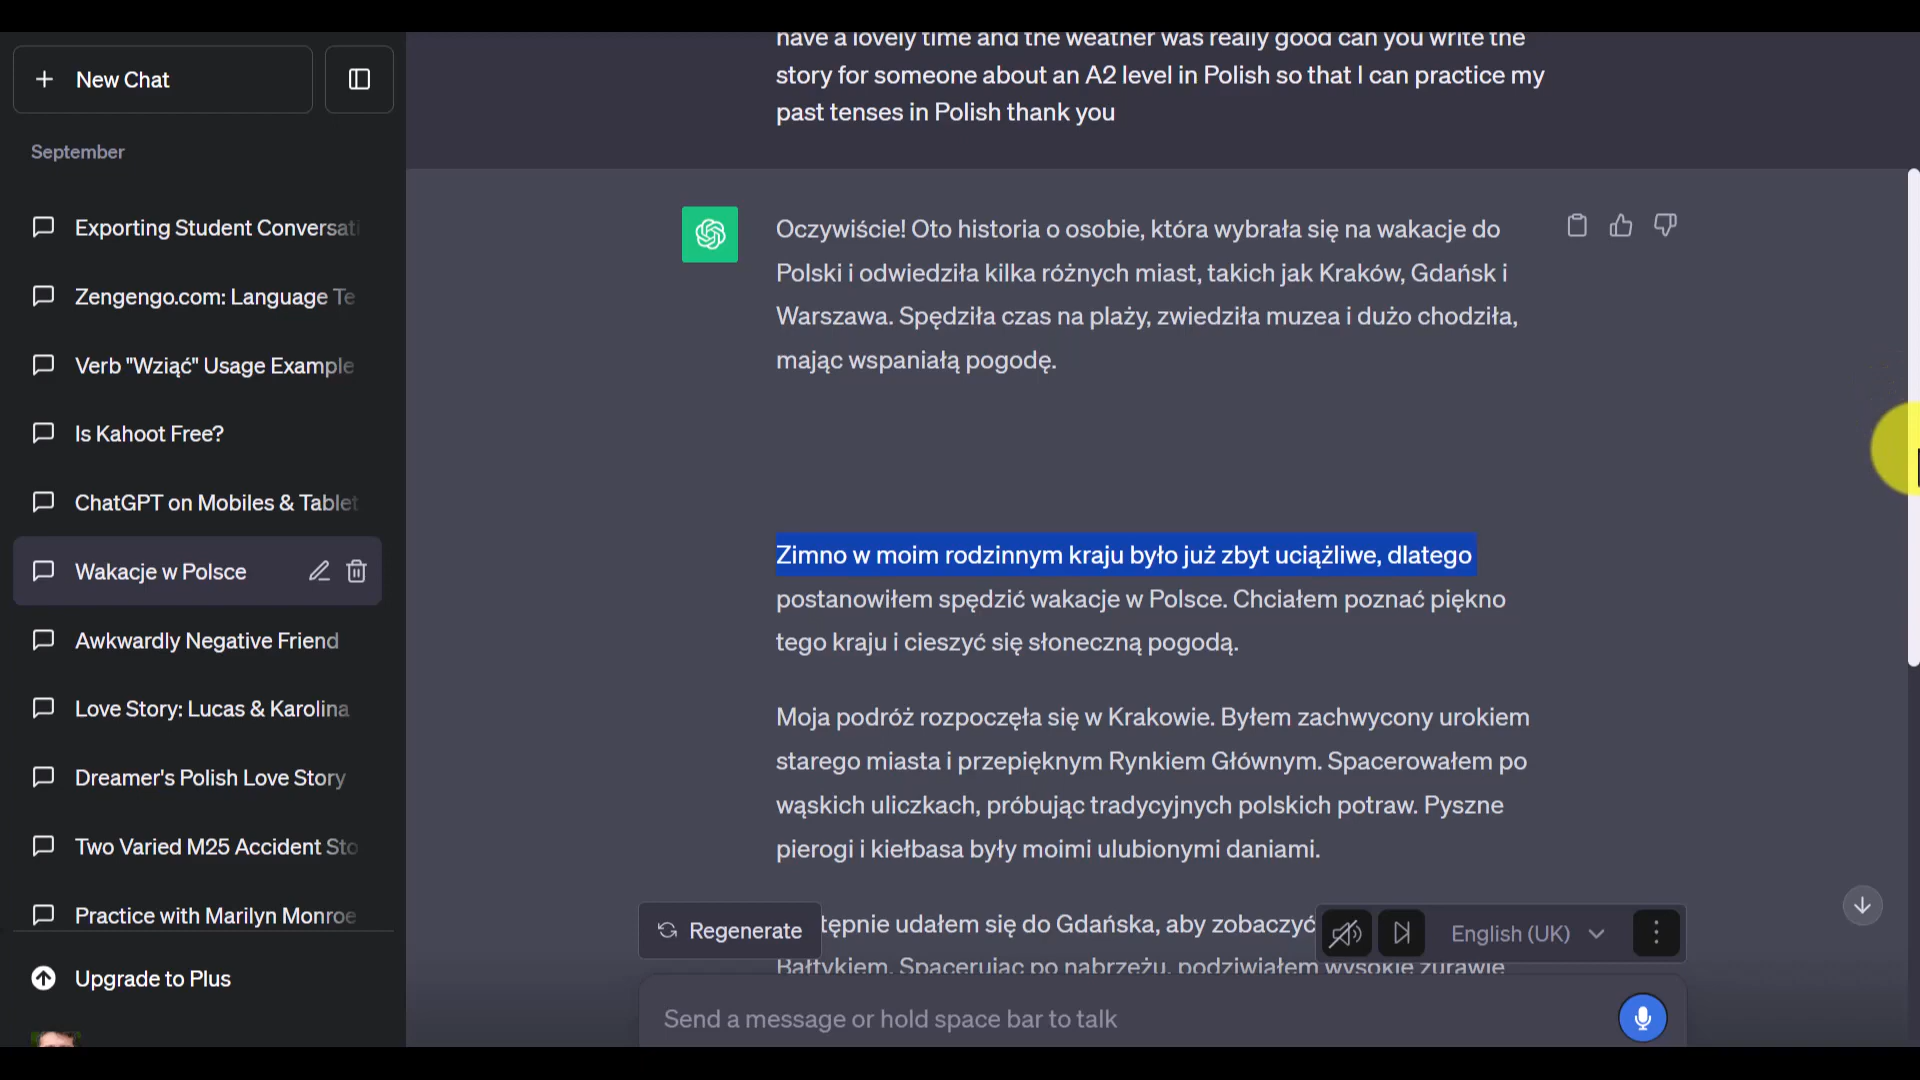 New Chat
September
Exporting Student Conversati
Zengengo.com: Language Te
Verb "Wziąć" Usage Example
Is Kahoot Free?
ChatGPT on Mobiles & Tablet
Wakacje w Polsce
Awkwardly Negative Friend
Love Story: Lucas & Karolina
Dreamer's Polish Love Story
Two Varied M25 Accident Sto
Practice with Marilyn Monroe
Upgrade to Plus
have a lovely time and the weather was really good can you write the
story for someone about an A2 level in Polish so that I can practice my
past tenses in Polish thank you
Oczywiście! Oto historia o osobie, która wybrała się na wakacje do
Polski i odwiedziła kilka różnych miast, takich jak Kraków, Gdańsk i
Warszawa. Spędziła czas na plaży, zwiedziła muzea i dużo chodziła,
mając wspaniałą pogodę.
Zimno w moim rodzinnym kraju było już zbyt uciążliwe, dlatego
postanowiłem spędzić wakacje w Polsce. Chciałem poznać piękno
tego kraju i cieszyć się słoneczną pogodą.
Moja podróż rozpoczęła się w Krakowie. Byłem zachwycony urokiem
starego miasta i przepięknym Rynkiem Głównym. Spacerowałem po
wąskich uliczkach, próbując tradycyjnych polskich potraw. Pyszne
pierogi i kiełbasa były moimi ulubionymi daniami.
tępnie udałem się do Gdańska, aby zobaczyć
Bałtykiem. Spacerując po nabrzeżu, podziwiałem wysokie żurawie
Regenerate
English (UK)
Send a message or hold space bar to talk